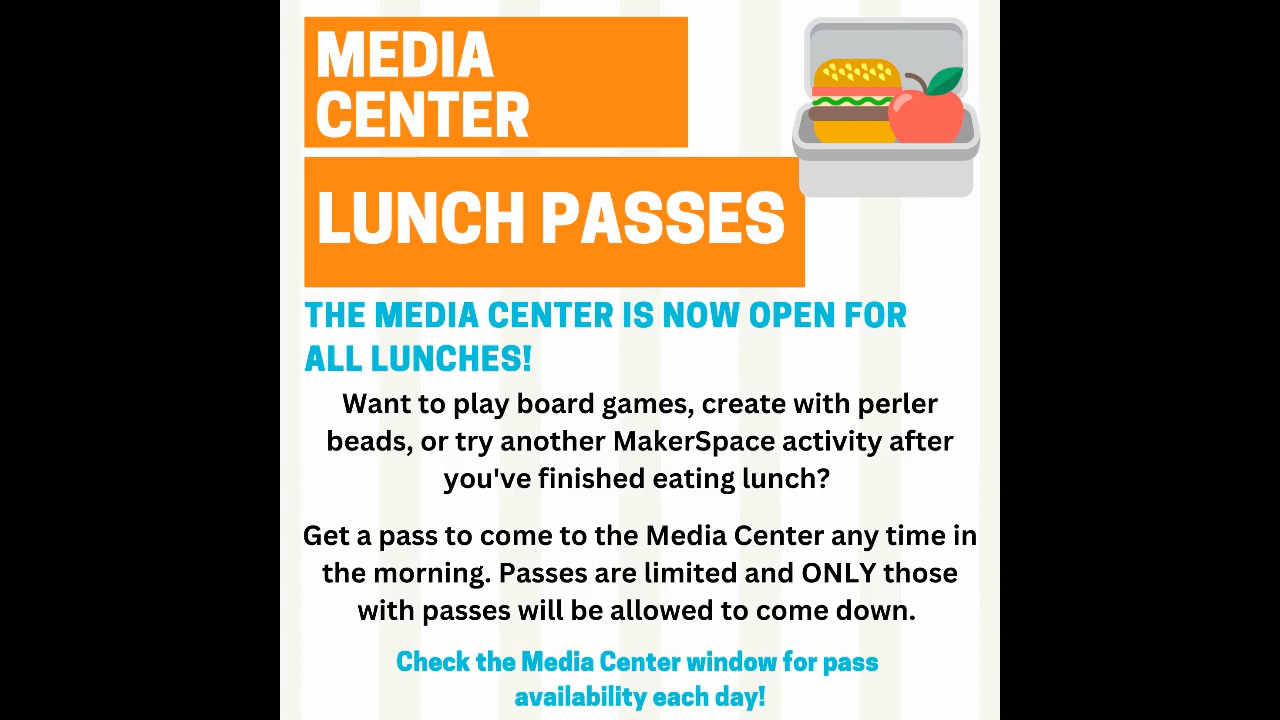 MEDIA
CENTER
LUNCH PASSES
THE MEDIA CENTER IS NOW OPEN FOR
ALL LUNCHES!
Want to play board games, create with perler
beads, or try another MakerSpace activity after
you've finished eating lunch?
Get a pass to come to the Media Center any time in
the morning. Passes are limited and ONLY those
with passes will be allowed to come down.
Check the Media Center window for pass
availability each day!